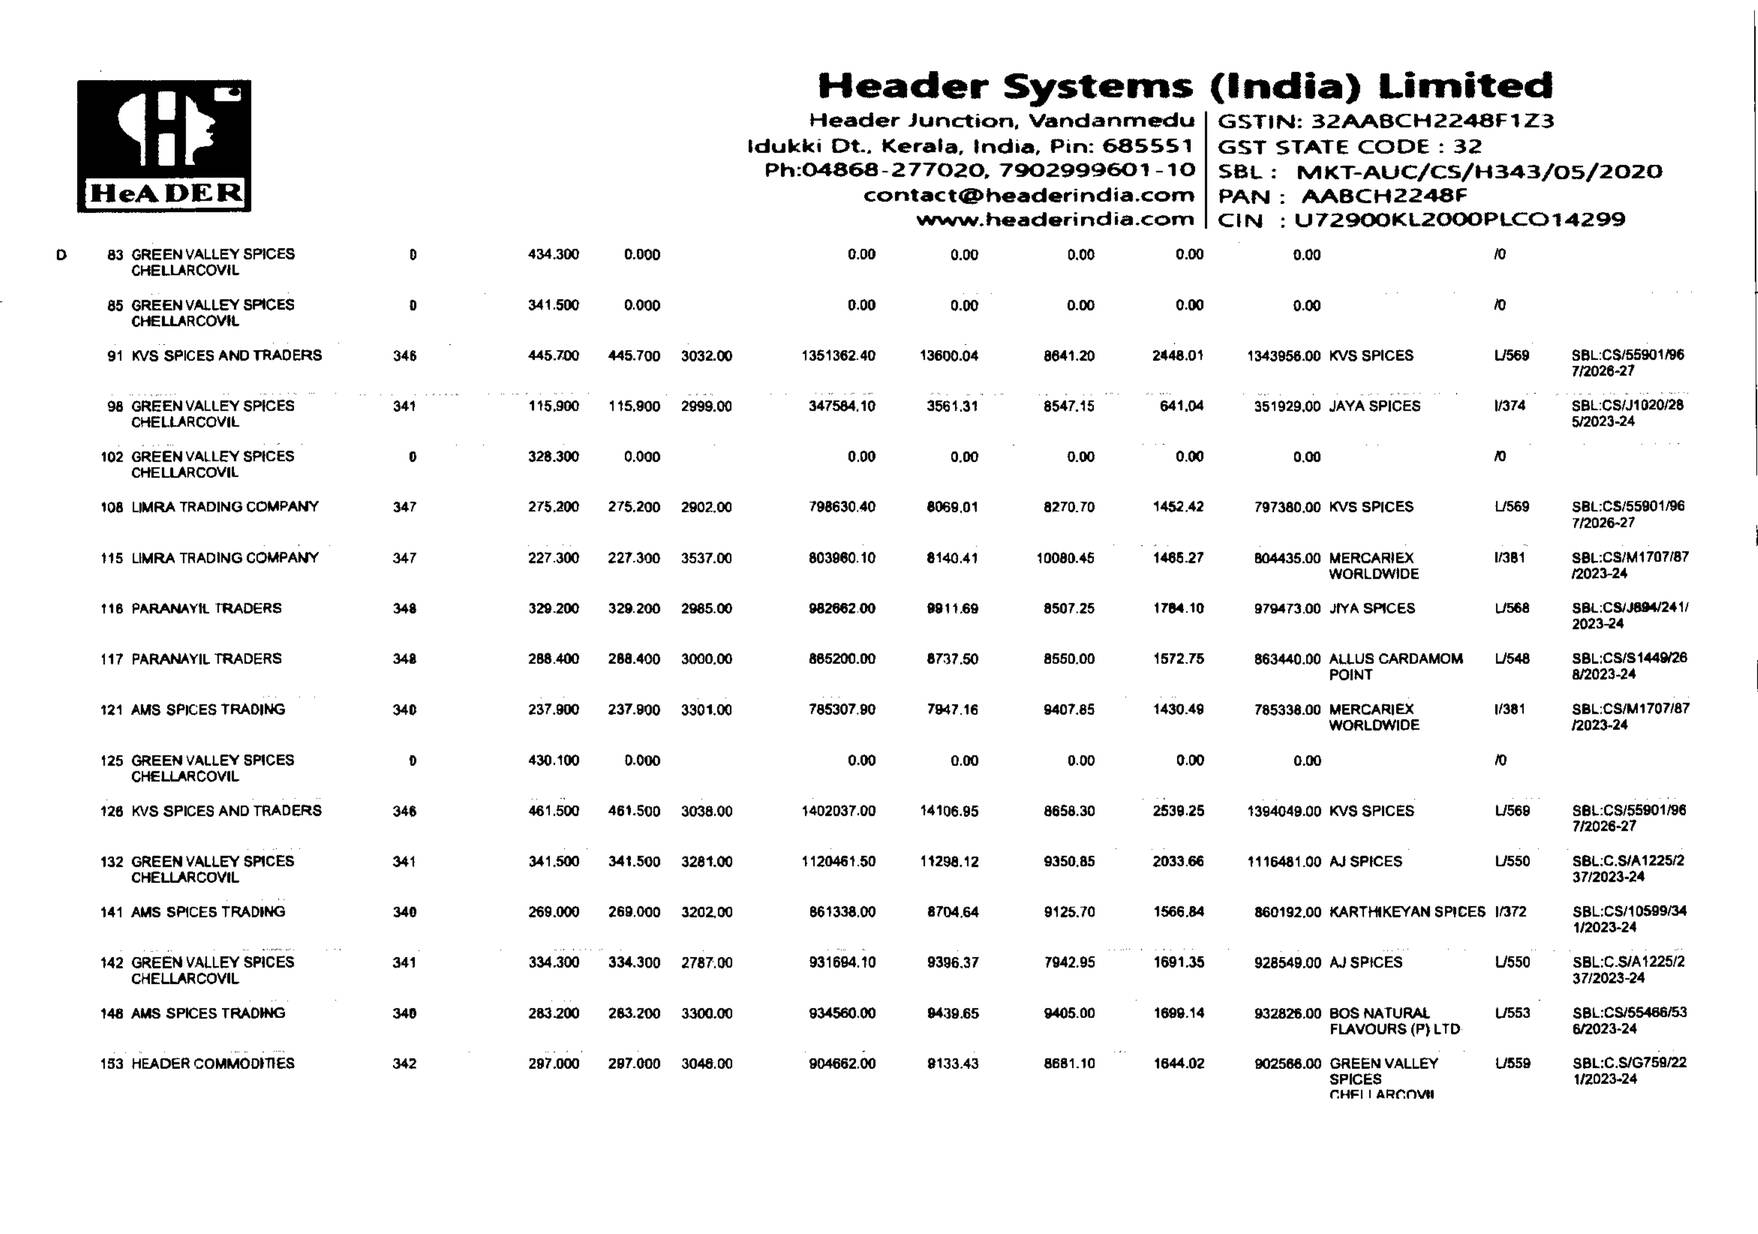 HeADER
Header Systems (India) Limited
Header Junction, Vandanmedu
Idukki Dt., Kerala, India, Pin: 685551
Ph:04868-277020, 7902999601-10
contact@headerindia.com
www.headerindia.com
GSTIN: 32AABCH2248F1Z3
GST STATE CODE : 32
SBL : MKT-AUC/CS/H343/05/2020
PAN : AABCH2248F
CIN : U72900KL2000PLCO14299
D 83 GREEN VALLEY SPICES 0 434.300 0.000 0.00 0.00 0.00 0.00 0.00 /0
CHELLARCOVIL
85 GREEN VALLEY SPICES 0 341.500 0.000 0.00 0.00 0.00 0.00 0.00 /0
CHELLARCOVIL
91 KVS SPICES AND TRADERS 346 445.700 445.700 3032.00 1351362.40 13600.04 8641.20 2448.01 1343956.00 KVS SPICES L/569 SBL:CS/55901/96
7/2026-27
98 GREEN VALLEY SPICES 341 115.900 115.900 2999.00 347584.10 3561.31 8547.15 641.04 351929.00 JAYA SPICES I/374 SBL:CS/J1020/28
CHELLARCOVIL 5/2023-24
102 GREEN VALLEY SPICES 0 328.300 0.000 0.00 0.00 0.00 0.00 0.00 /0
CHELLARCOVIL
108 LIMRA TRADING COMPANY 347 275.200 275.200 2902.00 798630.40 8069.01 8270.70 1452.42 797380.00 KVS SPICES L/569 SBL:CS/55901/96
7/2026-27
115 LIMRA TRADING COMPANY 347 227.300 227.300 3537.00 803960.10 8140.41 10080.45 1465.27 804435.00 MERCARIEX I/381 SBL:CS/M1707/87
WORLDWIDE /2023-24
116 PARANAYIL TRADERS 348 329.200 329.200 2985.00 982662.00 9911.69 8507.25 1784.10 979473.00 JIYA SPICES L/568 SBL:CS/J894/241/
2023-24
117 PARANAYIL TRADERS 348 288.400 288.400 3000.00 865200.00 8737.50 8550.00 1572.75 863440.00 ALLUS CARDAMOM L/548 SBL:CS/S1449/26
POINT 8/2023-24
121 AMS SPICES TRADING 340 237.900 237.900 3301.00 785307.90 7947.16 9407.85 1430.49 785338.00 MERCARIEX I/381 SBL:CS/M1707/87
WORLDWIDE /2023-24
125 GREEN VALLEY SPICES 0 430.100 0.000 0.00 0.00 0.00 0.00 0.00 /0
CHELLARCOVIL
126 KVS SPICES AND TRADERS 346 461.500 461.500 3038.00 1402037.00 14106.95 8658.30 2539.25 1394049.00 KVS SPICES L/569 SBL:CS/55901/96
7/2026-27
132 GREEN VALLEY SPICES 341 341.500 341.500 3281.00 1120461.50 11298.12 9350.85 2033.66 1116481.00 AJ SPICES L/550 SBL:C.S/A1225/2
CHELLARCOVIL 37/2023-24
141 AMS SPICES TRADING 340 269.000 269.000 3202.00 861338.00 8704.64 9125.70 1566.84 860192.00 KARTHIKEYAN SPICES I/372 SBL:CS/10599/34
1/2023-24
142 GREEN VALLEY SPICES 341 334.300 334.300 2787.00 931694.10 9396.37 7942.95 1691.35 928549.00 AJ SPICES L/550 SBL:C.S/A1225/2
CHELLARCOVIL 37/2023-24
148 AMS SPICES TRADING 340 283.200 283.200 3300.00 934560.00 9439.65 9405.00 1699.14 932826.00 BOS NATURAL L/553 SBL:CS/55466/53
FLAVOURS (P) LTD 6/2023-24
153 HEADER COMMODITIES 342 297.000 297.000 3046.00 904662.00 9133.43 8681.10 1644.02 902566.00 GREEN VALLEY L/559 SBL:C.S/G759/22
SPICES 1/2023-24
CHELLARCOVIL